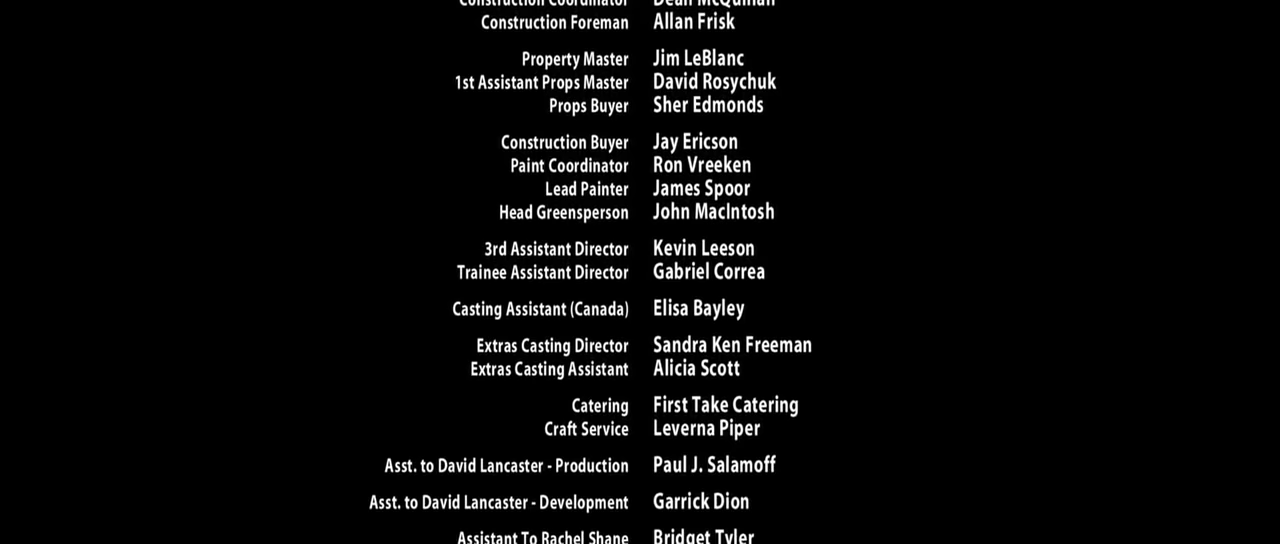 Construction Coordinator Dean McQuillan
Construction Foreman Allan Frisk
Property Master Jim LeBlanc
1st Assistant Props Master David Rosychuk
Props Buyer Sher Edmonds
Construction Buyer Jay Ericson
Paint Coordinator Ron Vreeken
Lead Painter James Spoor
Head Greensperson John MacIntosh
3rd Assistant Director Kevin Leeson
Trainee Assistant Director Gabriel Correa
Casting Assistant (Canada) Elisa Bayley
Extras Casting Director Sandra Ken Freeman
Extras Casting Assistant Alicia Scott
Catering First Take Catering
Craft Service Leverna Piper
Asst. to David Lancaster - Production Paul J. Salamoff
Asst. to David Lancaster - Development Garrick Dion
Assistant To Rachel Shane Bridget Tyler